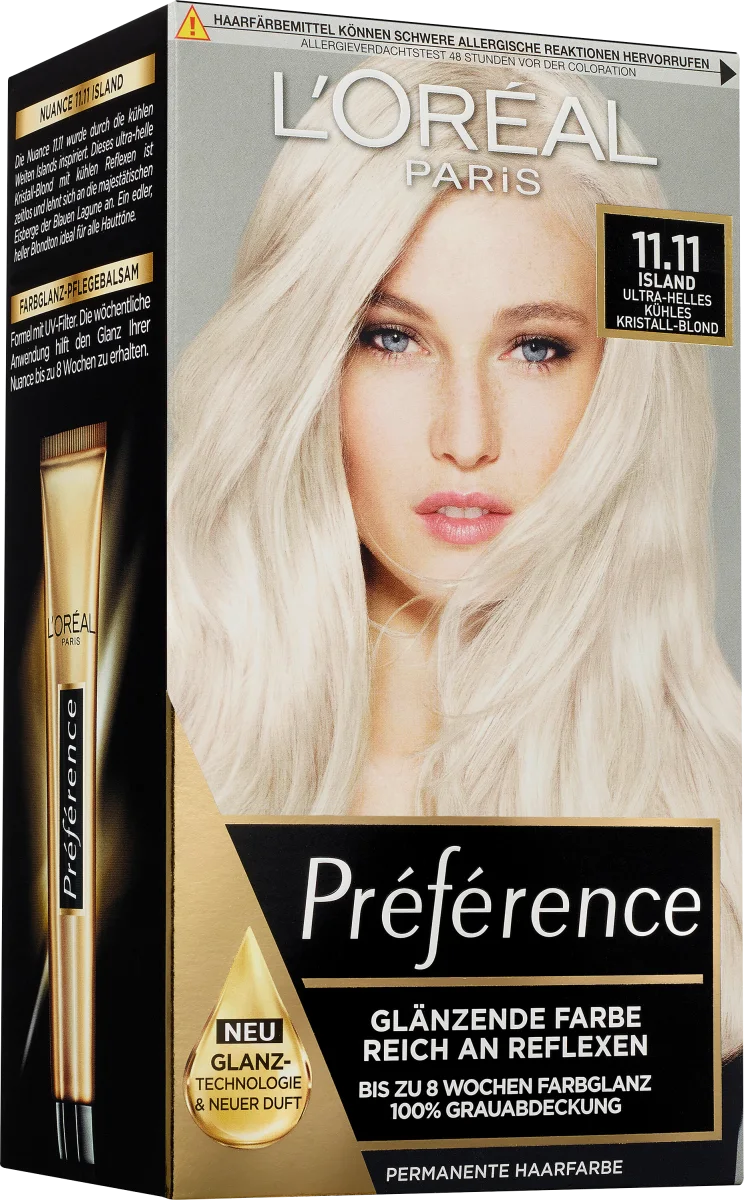 HAARFÄRBEMITTEL KÖNNEN SCHWERE ALLERGISCHE REAKTIONEN HERVORRUFEN
ALLERGIEVERDACHTSTEST 48 STUNDEN VOR DER COLORATION
L'ORÉAL
PARiS
11.11
ISLAND
ULTRA-HELLES
KÜHLES
KRISTALL-BLOND
NUANCE 11.11 ISLAND
Die Nuance 11.11 wurde durch die kühlen
Weiten Islands inspiriert. Dieses ultra-helle
Kristall-Blond mit kühlen Reflexen ist
zeitlos und lehnt sich an die majestätischen
Eisberge der Blauen Lagune an. Ein edler,
heller Blondton ideal für alle Hauttöne.
FARBGLANZ-PFLEGEBALSAM
Formel mit UV-Filter. Die wöchentliche
Anwendung hilft den Glanz Ihrer
Nuance bis zu 8 Wochen zu erhalten.
L'ORÉAL
PARIS
Préférence
Préférence
GLÄNZENDE FARBE
REICH AN REFLEXEN
BIS ZU 8 WOCHEN FARBGLANZ
100% GRAUABDECKUNG
NEU
GLANZ-
TECHNOLOGIE
& NEUER DUFT
PERMANENTE HAARFARBE